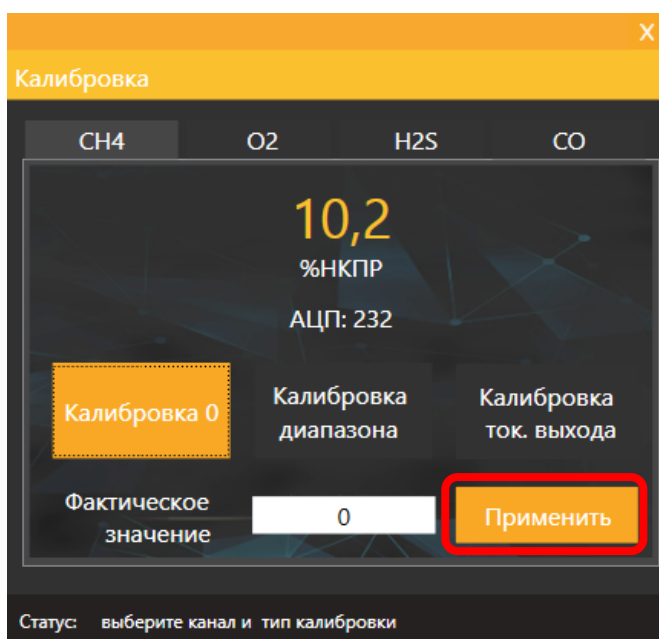 X
Калибровка
CH4 O2 H2S CO
10,2
%НКПР
АЦП: 232
Калибровка 0
Калибровка
диапазона
Калибровка
ток. выхода
Фактическое
значение
0
Применить
Статус: выберите канал и тип калибровки